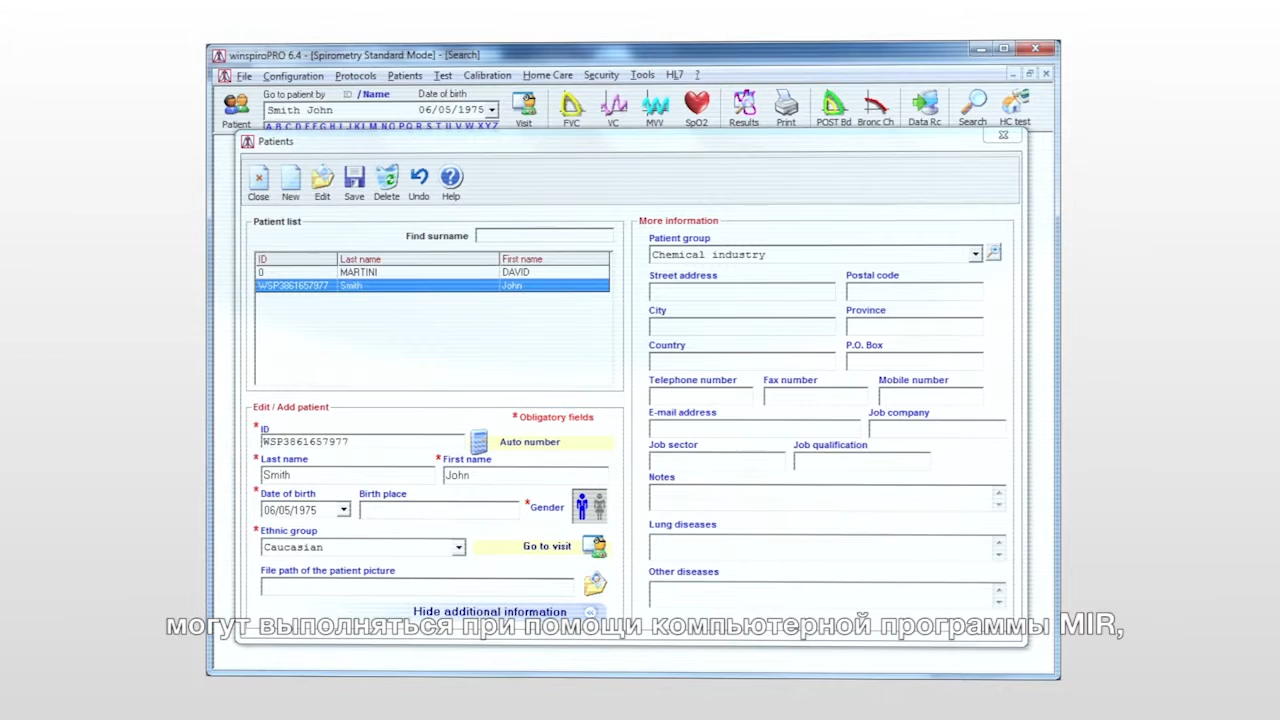 winspiroPRO 6.4 - [Spirometry Standard Mode] - [Search]
File Configuration Protocols Patients Test Calibration Home Care Security Tools HL7 ?
Go to patient by ID / Name Date of birth
Smith John 06/05/1975
A B C D E F G H I J K L M N O P Q R S T U V W X Y Z
Patient Visit FVC VC MVV SpO2 Results Print POST Bd Bronc Ch Data Rc Search HC test
Patients
Close New Edit Save Delete Undo Help
Patient list
Find surname
ID Last name First name
0 MARTINI DAVID
WSP3861657977 Smith John
Edit / Add patient
* Obligatory fields
* ID
WSP3861657977
Auto number
* Last name * First name
Smith John
* Date of birth Birth place
06/05/1975
* Gender
* Ethnic group
Caucasian
Go to visit
File path of the patient picture
Hide additional information
More information
Patient group
Chemical industry
Street address Postal code
City Province
Country P.O. Box
Telephone number Fax number Mobile number
E-mail address Job company
Job sector Job qualification
Notes
Lung diseases
Other diseases
могут выполняться при помощи компьютерной программы MIR,